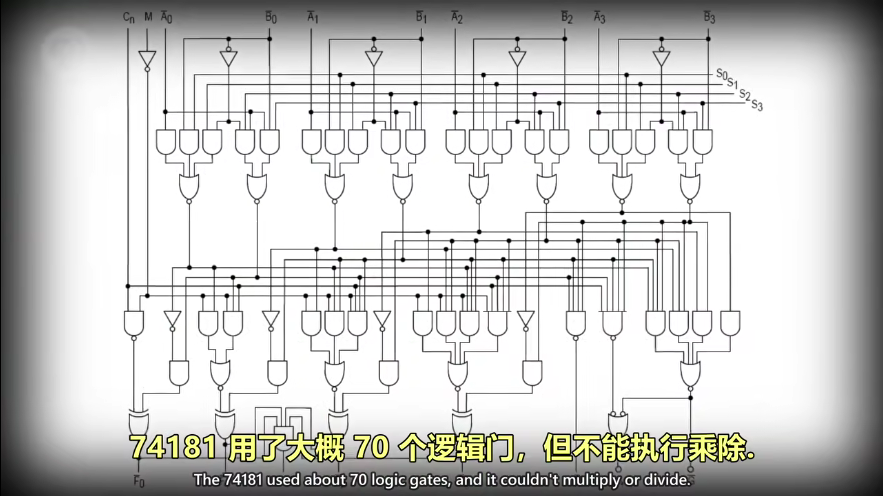 Cn M A0 B0 A1 B1 A2 B2 A3 B3
S0
S1
S2
S3
74181 用了大概 70 个逻辑门，但不能执行乘除.
F0
The 74181 used about 70 logic gates, and it couldn't multiply or divide.